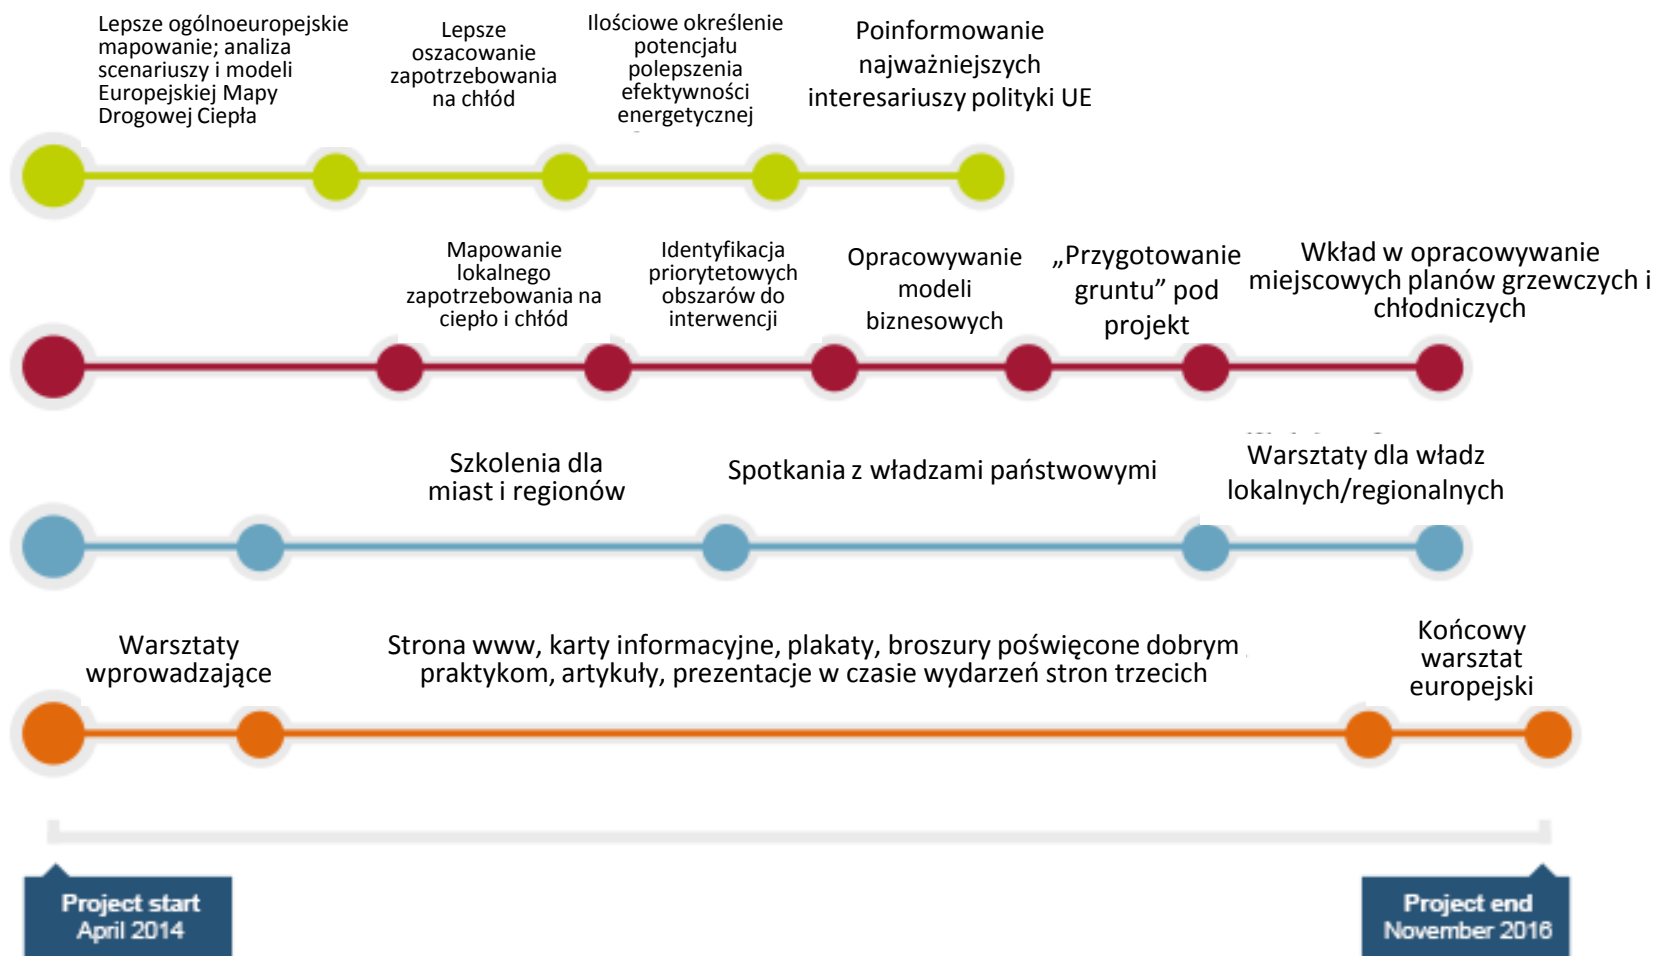 Lepsze ogólnoeuropejskie
mapowanie; analiza
scenariuszy i modeli
Europejskiej Mapy
Drogowej Ciepła
Lepsze
oszacowanie
zapotrzebowania
na chłód
Ilościowe określenie
potencjału
polepszenia
efektywności
energetycznej
Poinformowanie
najważniejszych
interesariuszy polityki UE
Mapowanie
lokalnego
zapotrzebowania na
ciepło i chłód
Identyfikacja
priorytetowych
obszarów do
interwencji
Opracowywanie
modeli
biznesowych
„Przygotowanie
gruntu” pod
projekt
Wkład w opracowywanie
miejscowych planów grzewczych i
chłodniczych
Szkolenia dla
miast i regionów
Spotkania z władzami państwowymi
Warsztaty dla władz
lokalnych/regionalnych
Warsztaty
wprowadzające
Strona www, karty informacyjne, plakaty, broszury poświęcone dobrym
praktykom, artykuły, prezentacje w czasie wydarzeń stron trzecich
Końcowy
warsztat
europejski
Project start
April 2014
Project end
November 2016